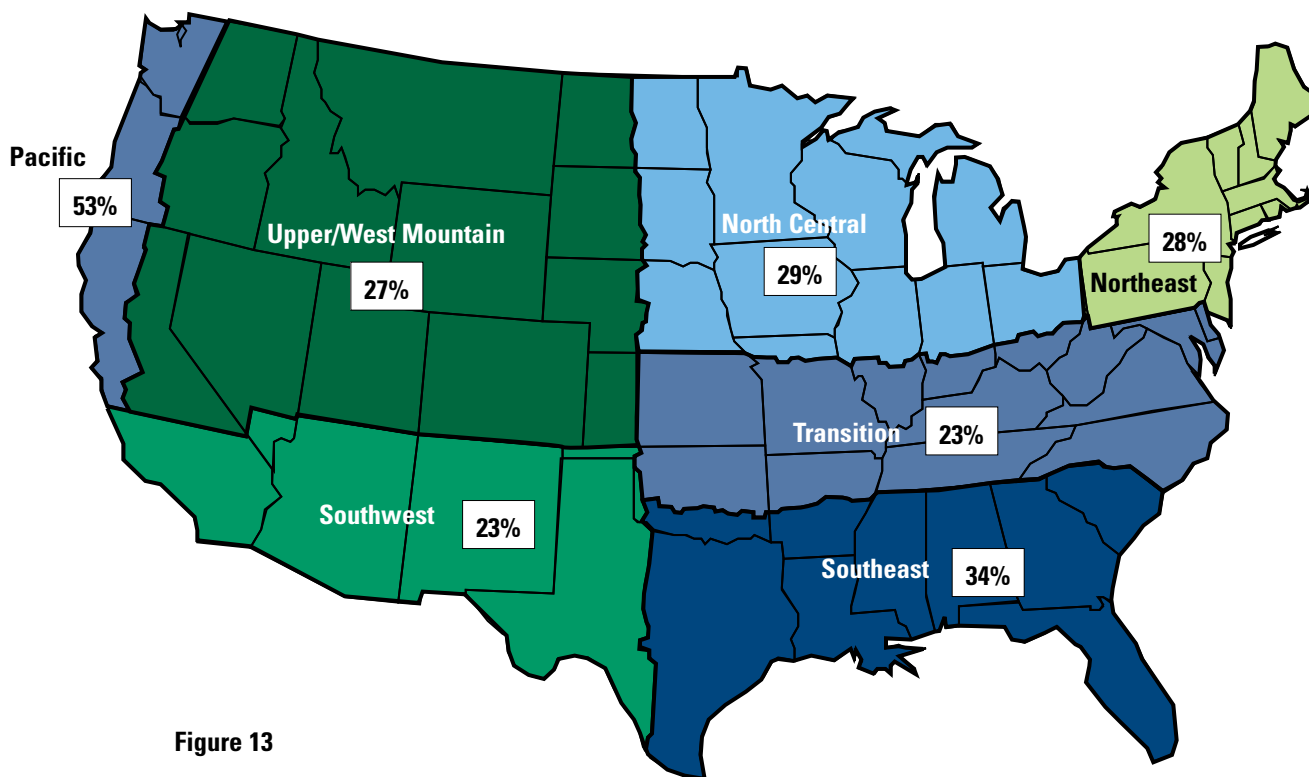 Pacific
53%
Upper/West Mountain
27%
North Central
29%
28%
Northeast
Transition
23%
Southwest
23%
Southeast
34%
Figure 13